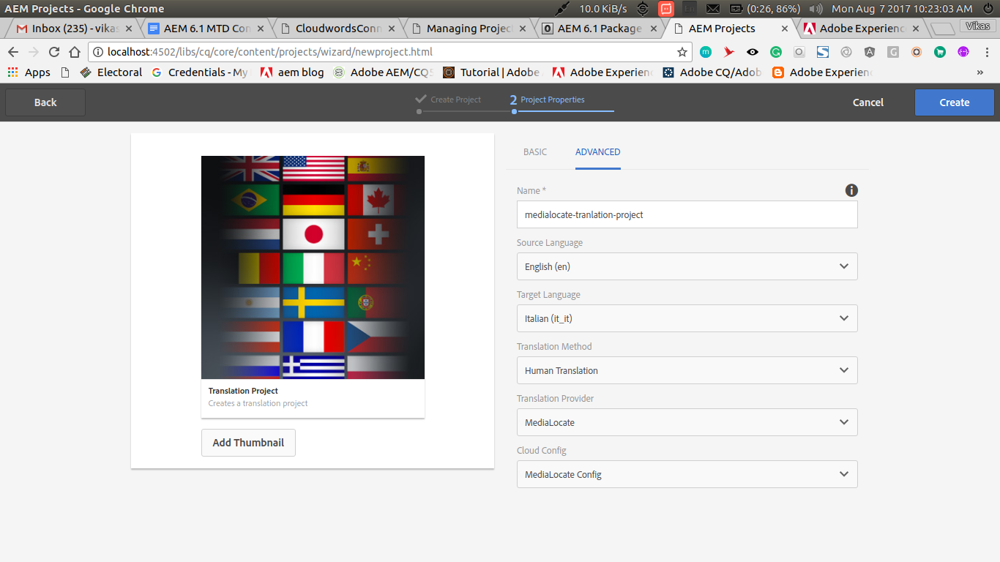 AEM Projects - Google Chrome
10.0 KiB/s
En
(0:26, 86%)
Mon Aug 7 2017 10:23:03 AM
Inbox (235) - vika
AEM 6.1 MTD Con
CloudwordsConn
Managing Projec
AEM 6.1 Package
AEM Projects
Adobe Experienc
Vikas
localhost:4502/libs/cq/core/content/projects/wizard/newproject.html
Apps
Electoral
Credentials - My
aem blog
Adobe AEM/CQ5
Tutorial | Adobe
Adobe Experien
Adobe CQ/Adob
Adobe Experien
»
Back
Create Project
2 Project Properties
Cancel
Create
BASIC
ADVANCED
Name *
medialocate-tranlation-project
Source Language
English (en)
Target Language
Italian (it_it)
Translation Method
Human Translation
Translation Provider
MediaLocate
Cloud Config
MediaLocate Config
Translation Project
Creates a translation project
Add Thumbnail